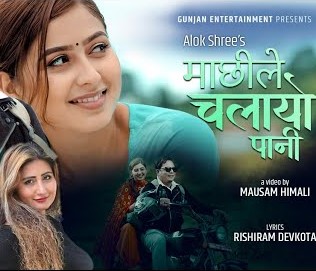 GUNJAN ENTERTAINMENT PRESENTS
Alok Shree's
माछीले
चलायो
पानी
a video by
MAUSAM HIMALI
LYRICS
RISHIRAM DEVKOTA